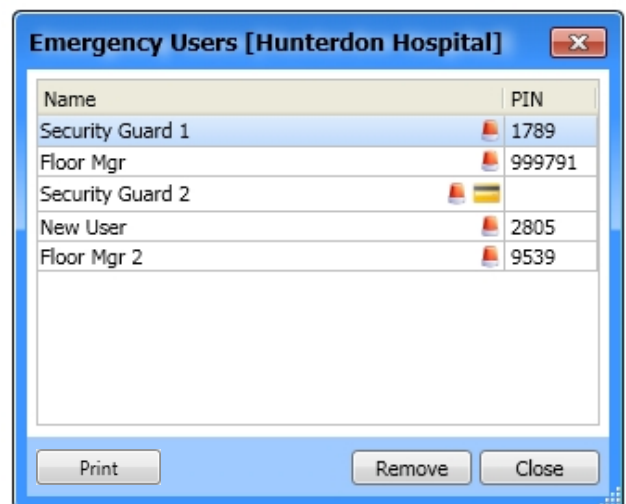 Emergency Users [Hunterdon Hospital]
Name PIN
Security Guard 1 1789
Floor Mgr 999791
Security Guard 2
New User 2805
Floor Mgr 2 9539
Print Remove Close